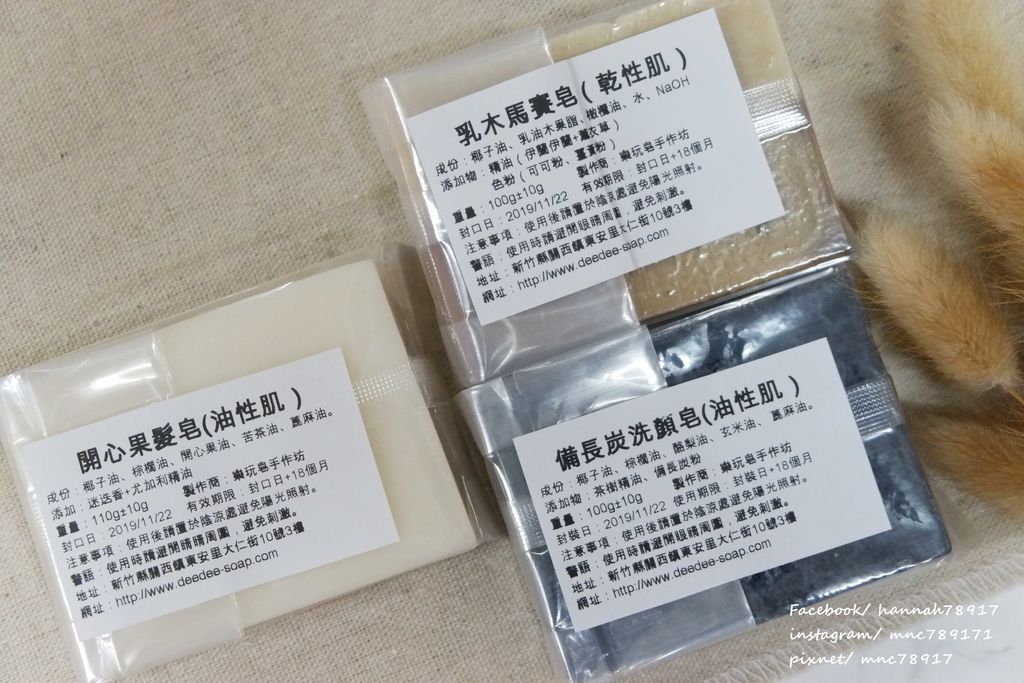 乳木馬賽皂( 乾性肌 )
成份：椰子油、乳油木果脂、橄欖油、水、NaOH
添加物：精油（伊蘭伊蘭+薰衣草）
色粉（可可粉、薑黃粉）
重量：100g±10g 製作商：樂玩皂手作坊
封口日：2019/11/22 有效期限：封口日+18個月
注意事項：使用後請置於陰涼處避免陽光照射。
警語：使用時請避開眼睛周圍，避免刺激。
地址：新竹縣關西鎮東安里大仁街10號3樓
網址：http://www.deedee-soap.com
開心果髮皂(油性肌 )
成份：椰子油、棕櫚油、開心果油、苦茶油、蓖麻油。
添加：迷迭香+尤加利精油
重量：110g±10g 製作商：樂玩皂手作坊
封口日：2019/11/22 有效期限：封口日+18個月
注意事項：使用後請置於陰涼處避免陽光照射。
警語：使用時請避開眼睛周圍，避免刺激。
地址：新竹縣關西鎮東安里大仁街10號3樓
網址：http://www.deedee-soap.com
備長炭洗顏皂(油性肌 )
成份：椰子油、棕櫚油、酪梨油、玄米油、蓖麻油。
添加物：茶樹精油、備長炭粉
重量：100g±10g 製作商：樂玩皂手作坊
封裝日：2019/11/22 使用期限：封裝日+18個月
注意事項：使用後請置於陰涼處避免陽光照射。
警語：使用時請避開眼睛周圍，避免刺激。
地址：新竹縣關西鎮東安里大仁街10號3樓
網址：http://www.deedee-soap.com
Facebook/ hannah78917
instagram/ mnc789171
pixnet/ mnc78917